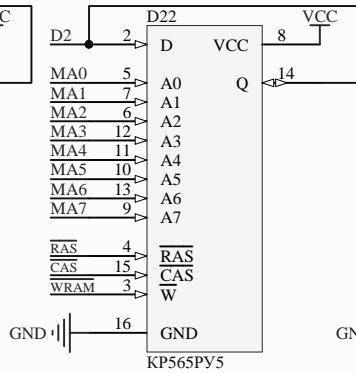 C D22 VCC
D2 2 D VCC 8
MA0 5 A0 Q 14
MA1 7 A1
MA2 6 A2
MA3 12 A3
MA4 11 A4
MA5 10 A5
MA6 13 A6
MA7 9 A7
RAS 4 RAS
CAS 15 CAS
WRAM 3 W
GND 16 GND GN
КР565РУ5